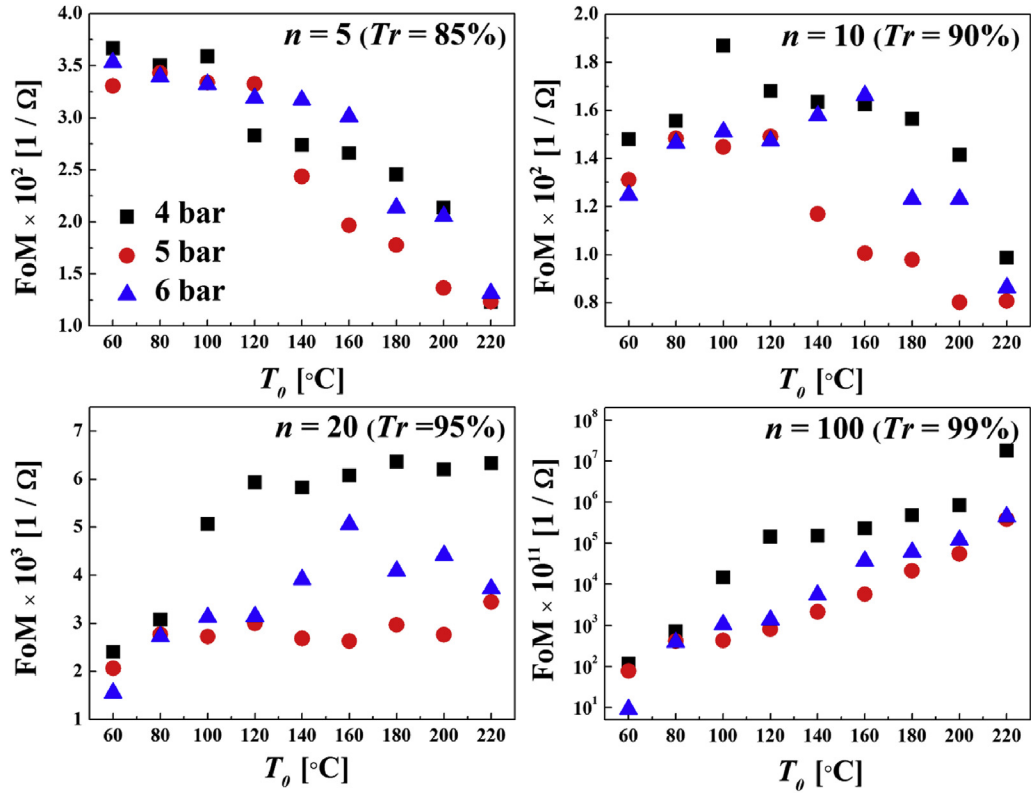 n = 5 (Tr = 85%)
FoM × 10² [1 / Ω]
4.0
3.5
3.0
2.5
2.0
1.5
1.0
4 bar
5 bar
6 bar
60 80 100 120 140 160 180 200 220
T₀ [°C]
n = 10 (Tr = 90%)
FoM × 10² [1 / Ω]
2.0
1.8
1.6
1.4
1.2
1.0
0.8
60 80 100 120 140 160 180 200 220
T₀ [°C]
n = 20 (Tr =95%)
FoM × 10³ [1 / Ω]
7
6
5
4
3
2
1
60 80 100 120 140 160 180 200 220
T₀ [°C]
n = 100 (Tr = 99%)
FoM × 10¹¹ [1 / Ω]
10⁸
10⁷
10⁶
10⁵
10⁴
10³
10²
10¹
60 80 100 120 140 160 180 200 220
T₀ [°C]